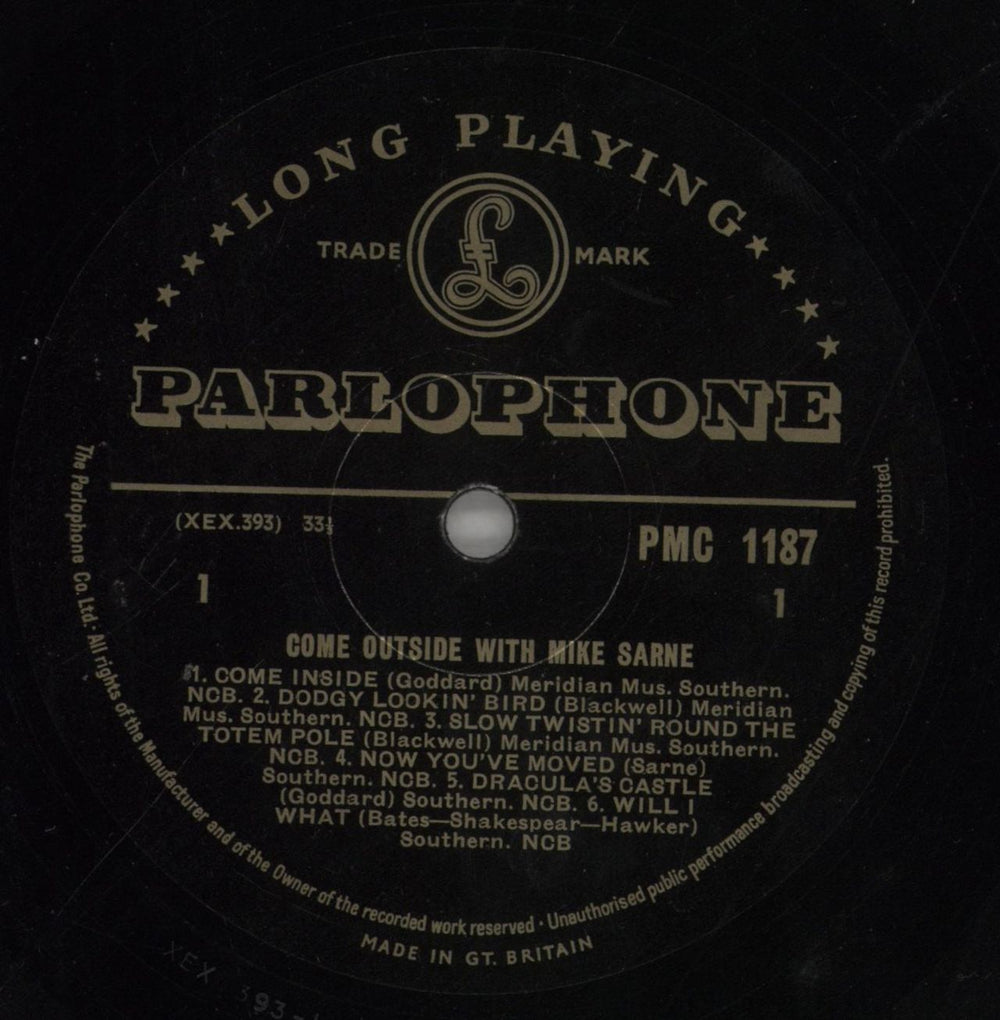 ★★★★LONG PLAYING★★★★
TRADE £ MARK
PARLOPHONE
(XEX.393) 33⅓
PMC 1187
1 1
COME OUTSIDE WITH MIKE SARNE
1. COME INSIDE (Goddard) Meridian Mus. Southern.
NCB. 2. DODGY LOOKIN' BIRD (Blackwell) Meridian
Mus. Southern. NCB. 3. SLOW TWISTIN' ROUND THE
TOTEM POLE (Blackwell) Meridian Mus. Southern.
NCB. 4. NOW YOU'VE MOVED (Sarne)
Southern. NCB. 5. DRACULA'S CASTLE
(Goddard) Southern. NCB. 6. WILL I
WHAT (Bates—Shakespear—Hawker)
Southern. NCB
The Parlophone Co. Ltd. All rights of the Manufacturer and of the Owner of the recorded work reserved · Unauthorised public performance broadcasting and copying of this record prohibited.
MADE IN GT. BRITAIN
XEX 393-